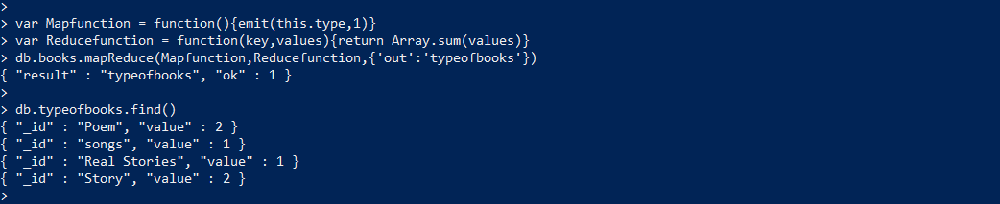 >
> var Mapfunction = function(){emit(this.type,1)}
> var Reducefunction = function(key,values){return Array.sum(values)}
> db.books.mapReduce(Mapfunction,Reducefunction,{'out':'typeofbooks'})
{ "result" : "typeofbooks", "ok" : 1 }
>
> db.typeofbooks.find()
{ "_id" : "Poem", "value" : 2 }
{ "_id" : "songs", "value" : 1 }
{ "_id" : "Real Stories", "value" : 1 }
{ "_id" : "Story", "value" : 2 }
>